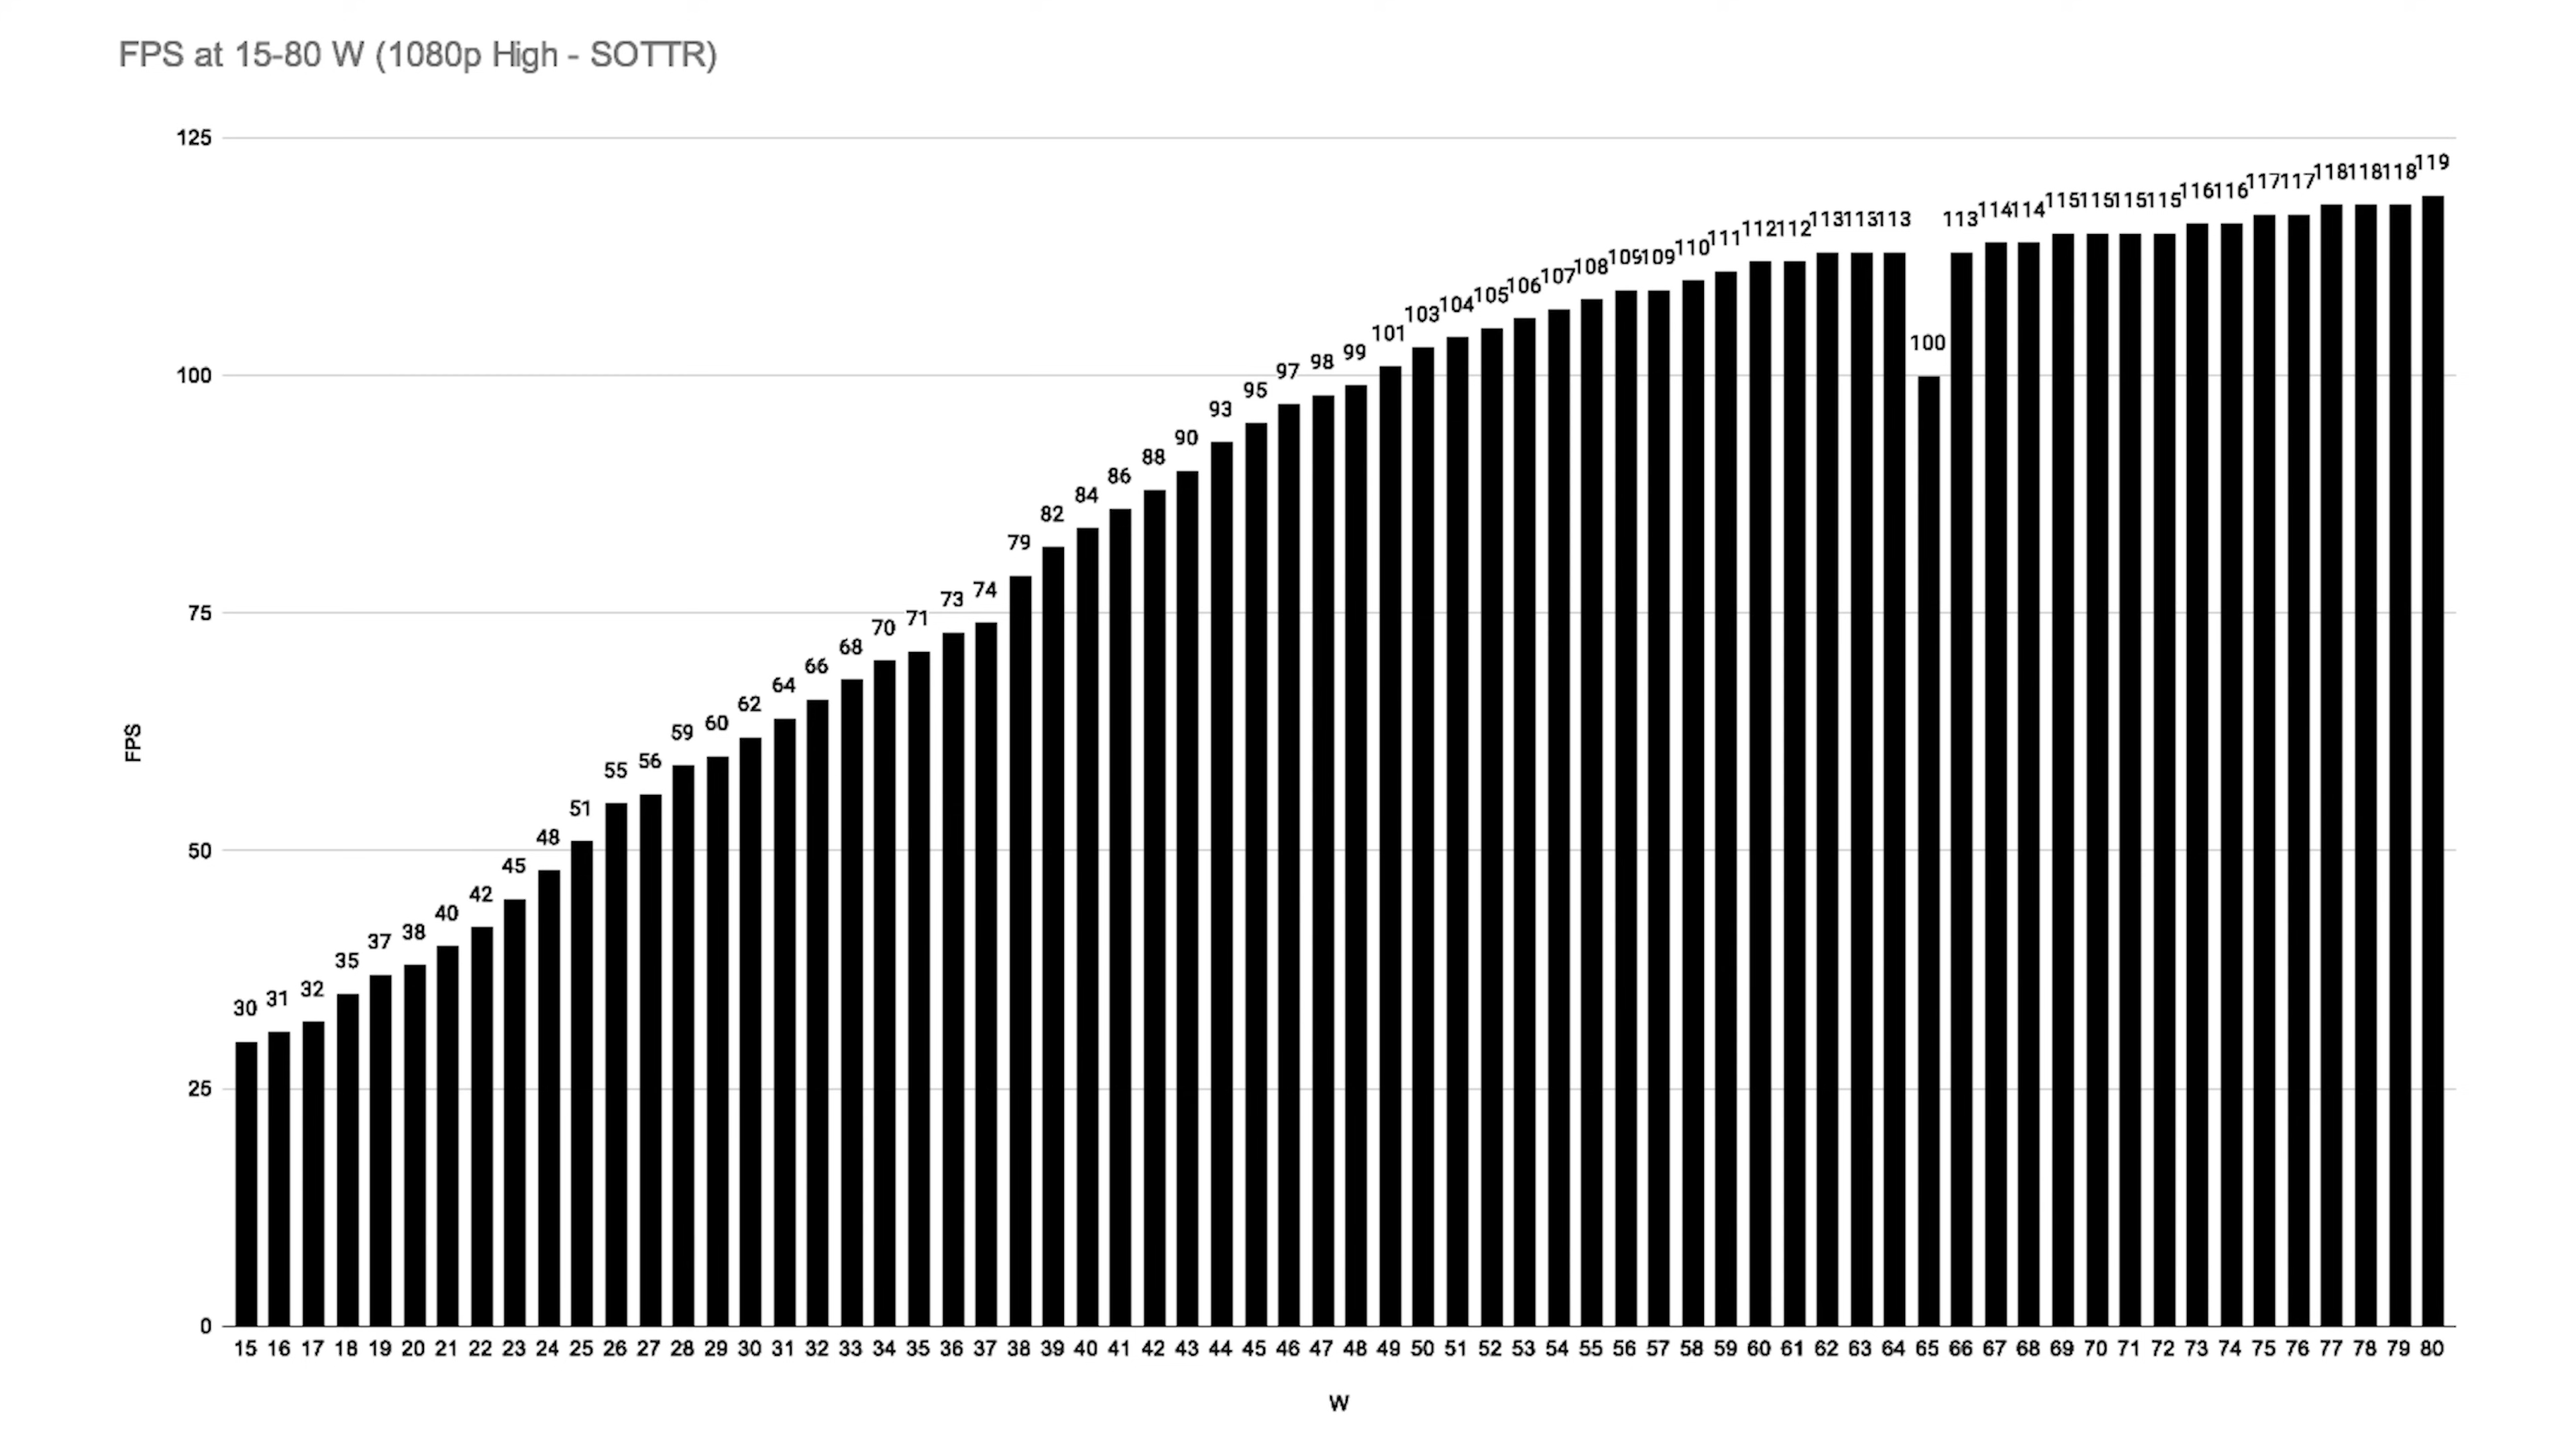 FPS at 15-80 W (1080p High - SOTTR)
125
100
75
50
25
0
FPS
30 31 32 35 37 38 40 42 45 48 51 55 56 59 60 62 64 66 68 70 71 73 74 79 82 84 86 88 90 93 95 97 98 99 101 103 104 105 106 107 108 109 109 110 111 112 112 113 113 113 100 113 114 114 115 115 115 115 116 116 117 117 118 118 118 119
15 16 17 18 19 20 21 22 23 24 25 26 27 28 29 30 31 32 33 34 35 36 37 38 39 40 41 42 43 44 45 46 47 48 49 50 51 52 53 54 55 56 57 58 59 60 61 62 63 64 65 66 67 68 69 70 71 72 73 74 75 76 77 78 79 80
W